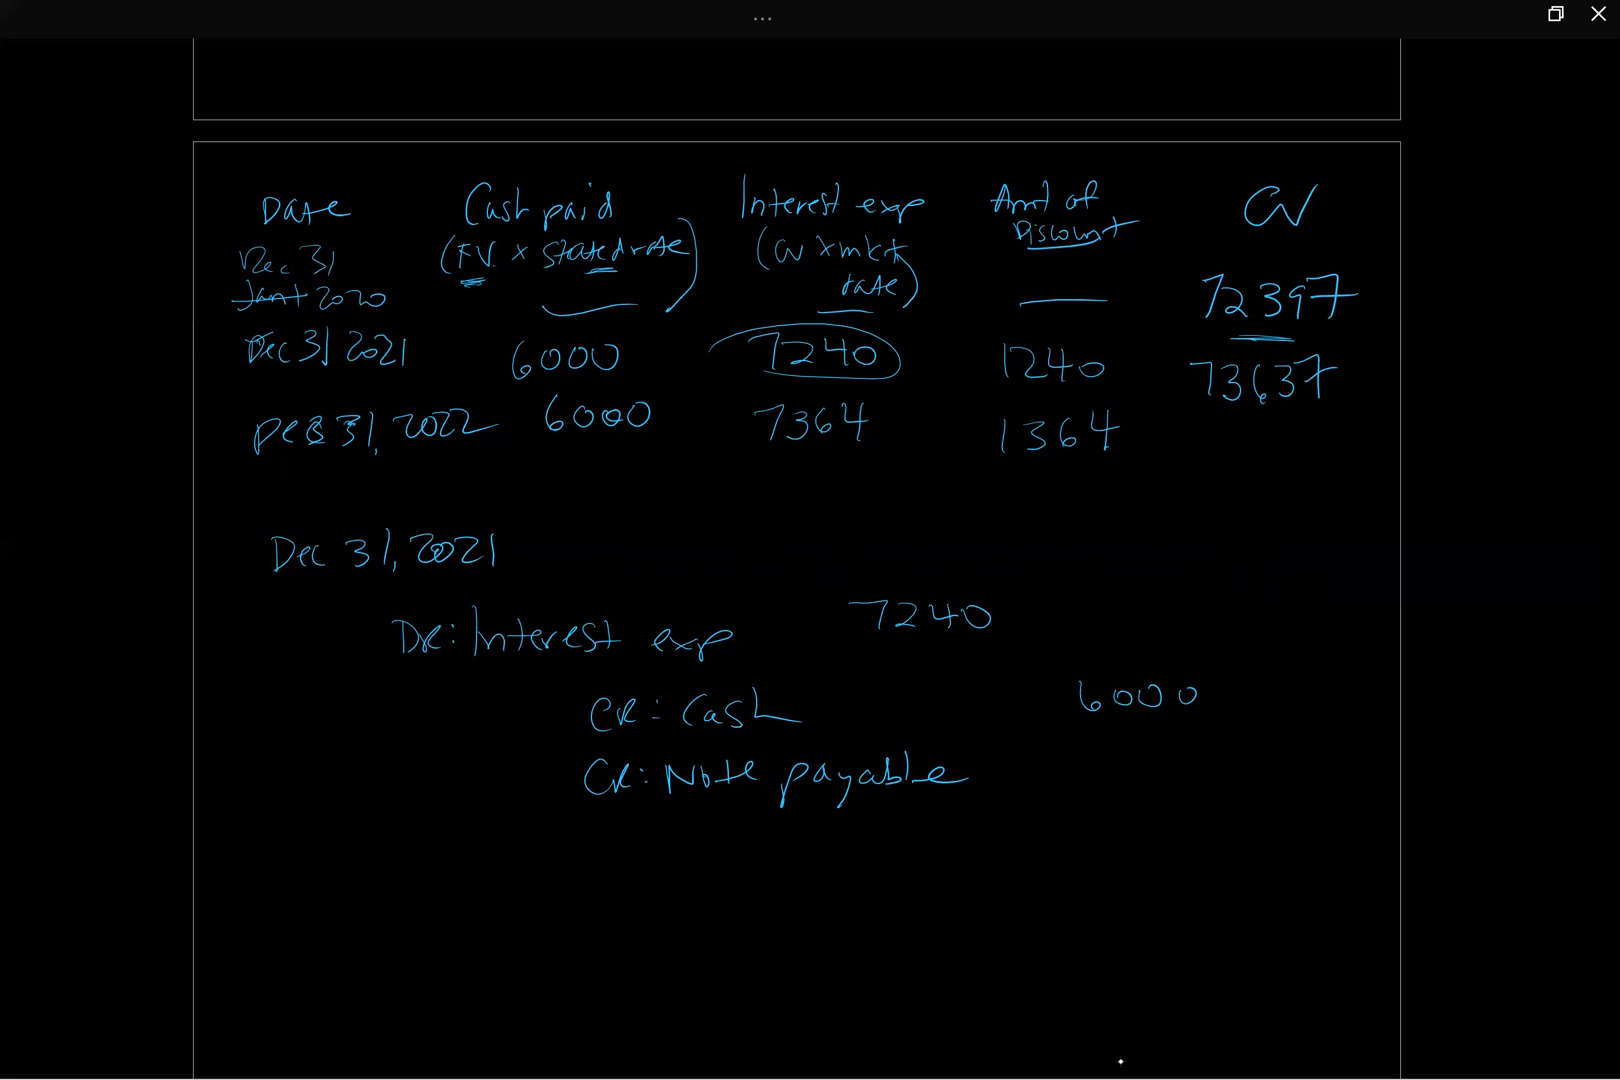 Date Cash paid Interest exp Amt of CV
(FV. x Stated rate) (CV x mkt Discount
Dec 31 rate)
Jan 1 2020 72397
Dec 31 2021 6000 7240 1240 73637
Dec 31, 2022 6000 7364 1364
Dec 31, 2021
DR: Interest exp 7240
CR: Cash 6000
CR: Note payable